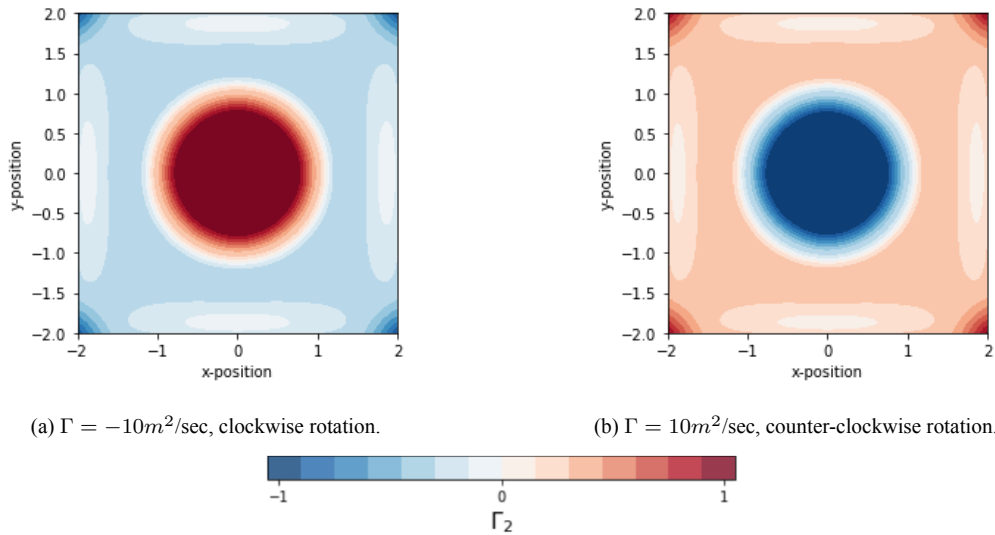 2.0
1.5
1.0
0.5
0.0
−0.5
−1.0
−1.5
−2.0
y-position
−2 −1 0 1 2
x-position
2.0
1.5
1.0
0.5
0.0
−0.5
−1.0
−1.5
−2.0
y-position
−2 −1 0 1 2
x-position
(a) Γ = −10m²/sec, clockwise rotation.
(b) Γ = 10m²/sec, counter-clockwise rotation.
−1 0 1
Γ₂